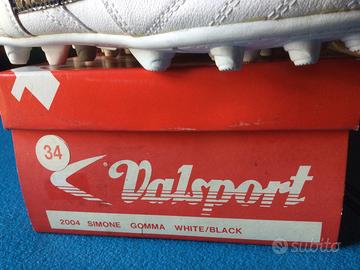 34
Valsport
2004 SIMONE GOMMA WHITE/BLACK
subito